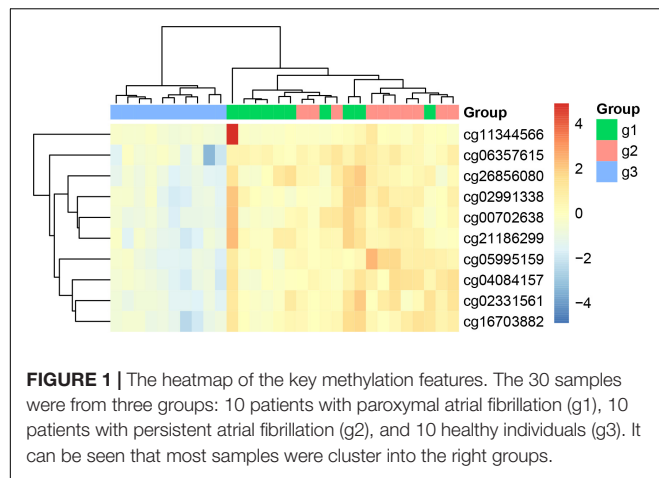 Group
cg11344566
cg06357615
cg26856080
cg02991338
cg00702638
cg21186299
cg05995159
cg04084157
cg02331561
cg16703882
4
2
0
−2
−4
Group
g1
g2
g3
FIGURE 1 | The heatmap of the key methylation features. The 30 samples
were from three groups: 10 patients with paroxymal atrial fibrillation (g1), 10
patients with persistent atrial fibrillation (g2), and 10 healthy individuals (g3). It
can be seen that most samples were cluster into the right groups.